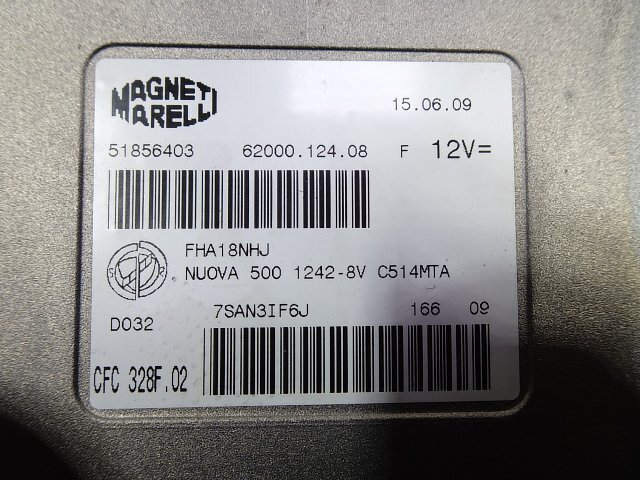 MAGNETI
MARELLI
15.06.09
51856403 62000.124.08 F 12V=
FHA18NHJ
NUOVA 500 1242-8V C514MTA
D032 7SAN3IF6J 166 09
CFC 328F.02